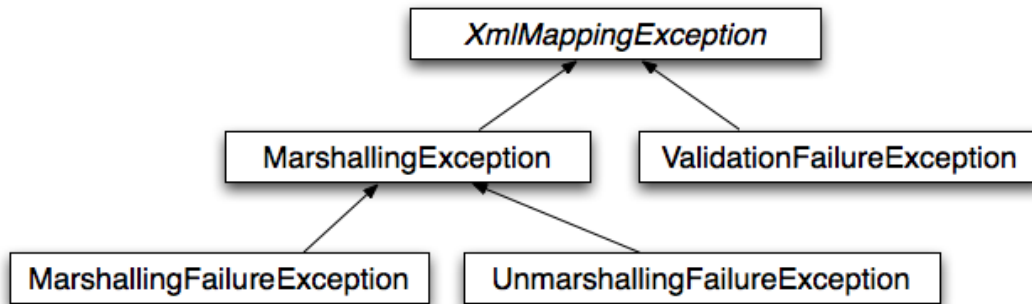 XmlMappingException
MarshallingException
ValidationFailureException
MarshallingFailureException
UnmarshallingFailureException